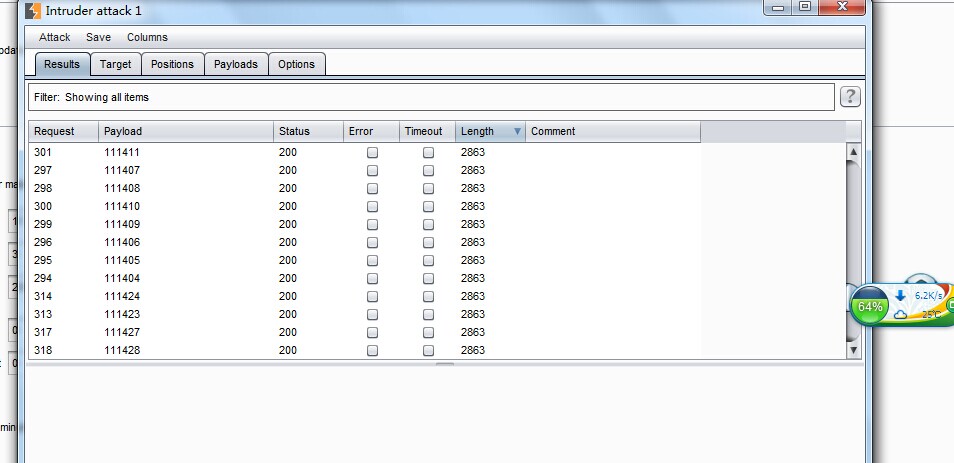 Intruder attack 1
Attack Save Columns
Results Target Positions Payloads Options
Filter: Showing all items ?
Request Payload Status Error Timeout Length Comment
301 111411 200 2863
297 111407 200 2863
298 111408 200 2863
300 111410 200 2863
299 111409 200 2863
296 111406 200 2863
295 111405 200 2863
294 111404 200 2863
314 111424 200 2863
313 111423 200 2863
317 111427 200 2863
318 111428 200 2863
64% 6.2K/s
25℃